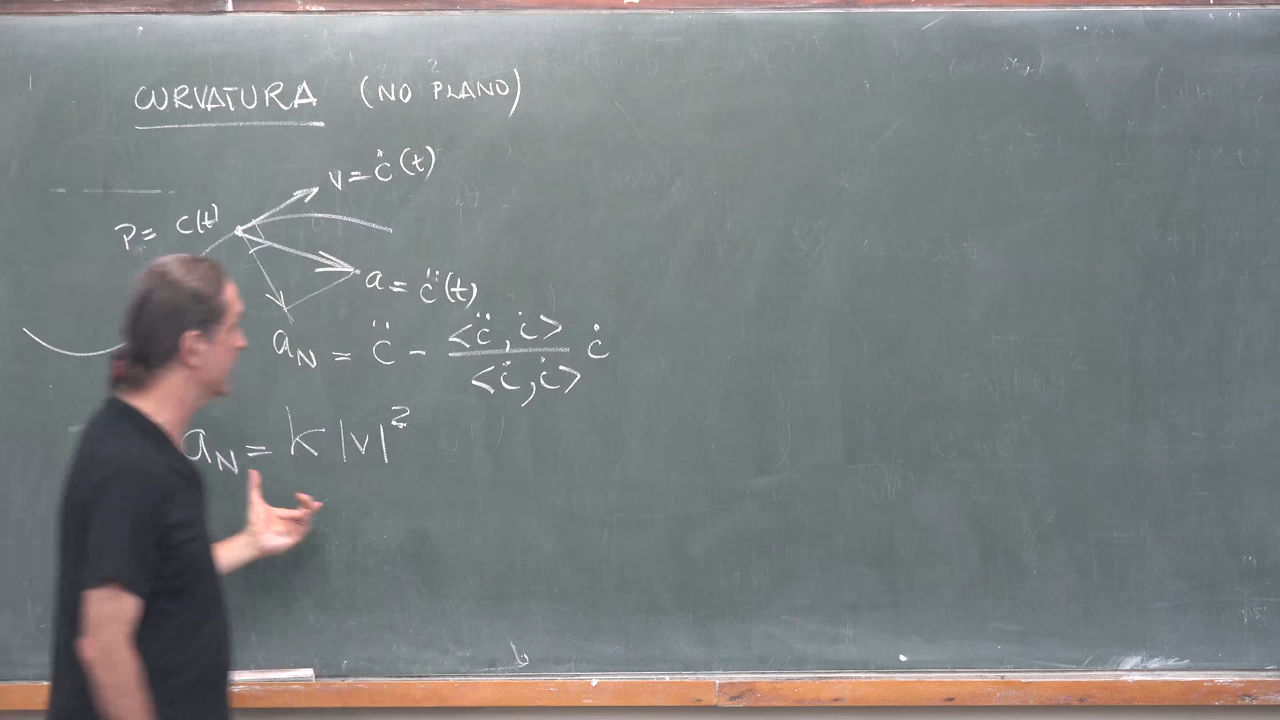 CURVATURA (NO PLANO)
v = ċ(t)
P = c(t)
a = c̈(t)
a_N = c̈ - <c̈, ċ> / <ċ, ċ> ċ
a_N = k |v|²